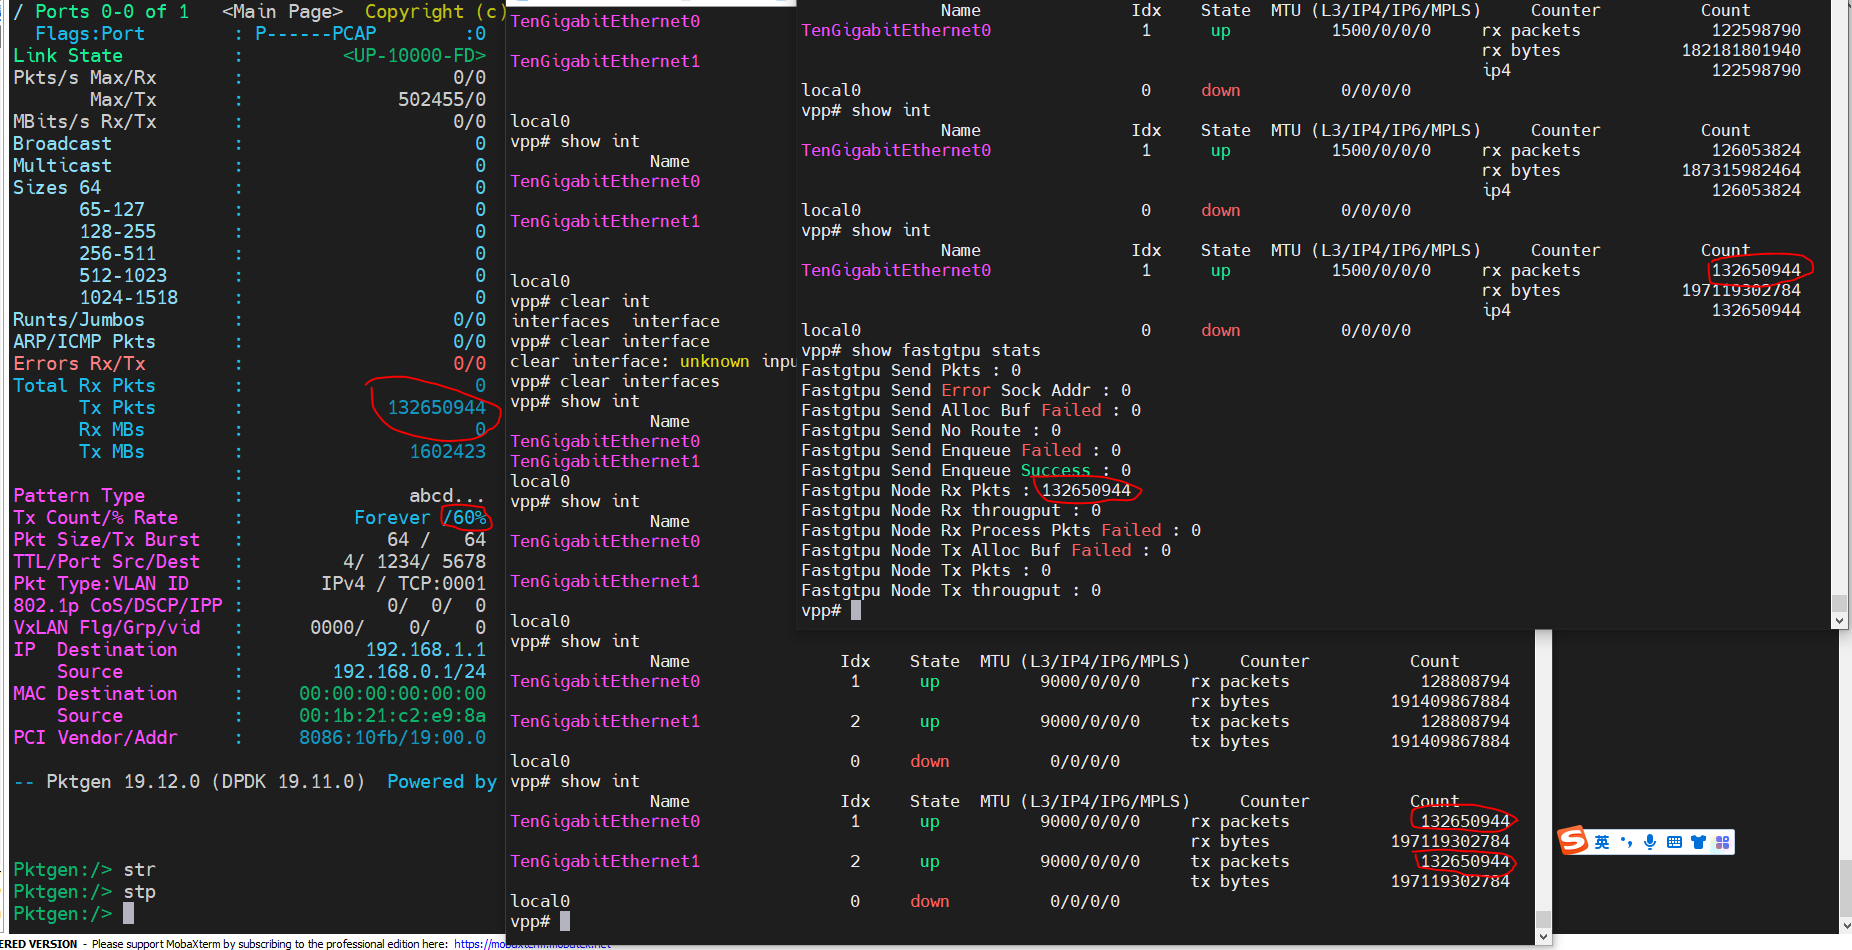 / Ports 0-0 of 1   <Main Page>  Copyright (c)
Flags:Port        : P------PCAP        :0
Link State        :        <UP-10000-FD>
Pkts/s Max/Rx     :                  0/0
Max/Tx     :             502455/0
MBits/s Rx/Tx     :                  0/0
Broadcast         :                    0
Multicast         :                    0
Sizes 64          :                    0
65-127      :                    0
128-255     :                    0
256-511     :                    0
512-1023    :                    0
1024-1518   :                    0
Runts/Jumbos      :                  0/0
ARP/ICMP Pkts     :                  0/0
Errors Rx/Tx      :                  0/0
Total Rx Pkts     :                    0
Tx Pkts     :            132650944
Rx MBs      :                    0
Tx MBs      :              1602423
:
Pattern Type      :              abcd...
Tx Count/% Rate   :         Forever /60%
Pkt Size/Tx Burst :            64 /   64
TTL/Port Src/Dest :        4/ 1234/ 5678
Pkt Type:VLAN ID  :      IPv4 / TCP:0001
802.1p CoS/DSCP/IPP :          0/  0/  0
VxLAN Flg/Grp/vid :      0000/    0/    0
IP  Destination   :          192.168.1.1
Source        :       192.168.0.1/24
MAC Destination   :    00:00:00:00:00:00
Source        :    00:1b:21:c2:e9:8a
PCI Vendor/Addr   :    8086:10fb/19:00.0
-- Pktgen 19.12.0 (DPDK 19.11.0)  Powered by
Pktgen:/> str
Pktgen:/> stp
Pktgen:/>
TenGigabitEthernet0
TenGigabitEthernet1
local0
vpp# show int
Name
TenGigabitEthernet0
TenGigabitEthernet1
local0
vpp# clear int
interfaces  interface
vpp# clear interface
clear interface: unknown inpu
vpp# clear interfaces
vpp# show int
Name
TenGigabitEthernet0
TenGigabitEthernet1
local0
vpp# show int
Name
TenGigabitEthernet0
TenGigabitEthernet1
local0
vpp# show int
Name   Idx   State  MTU (L3/IP4/IP6/MPLS)   Counter   Count
TenGigabitEthernet0   1   up   9000/0/0/0   rx packets   128808794
rx bytes   191409867884
TenGigabitEthernet1   2   up   9000/0/0/0   tx packets   128808794
tx bytes   191409867884
local0   0   down   0/0/0/0
vpp# show int
Name   Idx   State  MTU (L3/IP4/IP6/MPLS)   Counter   Count
TenGigabitEthernet0   1   up   9000/0/0/0   rx packets   132650944
rx bytes   197119302784
TenGigabitEthernet1   2   up   9000/0/0/0   tx packets   132650944
tx bytes   197119302784
local0   0   down   0/0/0/0
vpp#
Name   Idx   State  MTU (L3/IP4/IP6/MPLS)   Counter   Count
TenGigabitEthernet0   1   up   1500/0/0/0   rx packets   122598790
rx bytes   182181801940
ip4   122598790
local0   0   down   0/0/0/0
vpp# show int
Name   Idx   State  MTU (L3/IP4/IP6/MPLS)   Counter   Count
TenGigabitEthernet0   1   up   1500/0/0/0   rx packets   126053824
rx bytes   187315982464
ip4   126053824
local0   0   down   0/0/0/0
vpp# show int
Name   Idx   State  MTU (L3/IP4/IP6/MPLS)   Counter   Count
TenGigabitEthernet0   1   up   1500/0/0/0   rx packets   132650944
rx bytes   197119302784
ip4   132650944
local0   0   down   0/0/0/0
vpp# show fastgtpu stats
Fastgtpu Send Pkts : 0
Fastgtpu Send Error Sock Addr : 0
Fastgtpu Send Alloc Buf Failed : 0
Fastgtpu Send No Route : 0
Fastgtpu Send Enqueue Failed : 0
Fastgtpu Send Enqueue Success : 0
Fastgtpu Node Rx Pkts : 132650944
Fastgtpu Node Rx througput : 0
Fastgtpu Node Rx Process Pkts Failed : 0
Fastgtpu Node Tx Alloc Buf Failed : 0
Fastgtpu Node Tx Pkts : 0
Fastgtpu Node Tx througput : 0
vpp#
S 英
ERED VERSION - Please support MobaXterm by subscribing to the professional edition here: